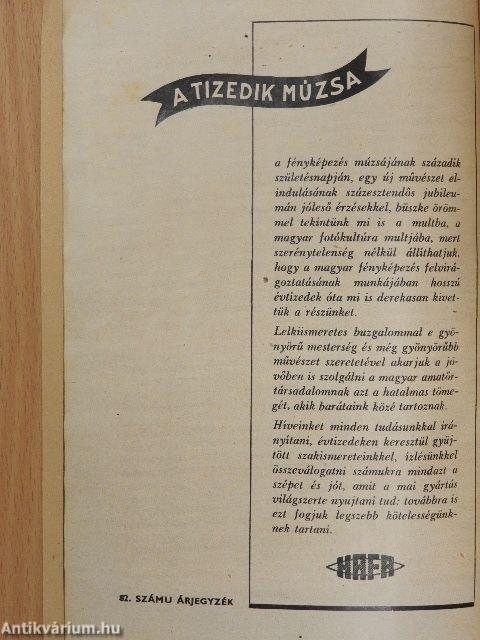 A TIZEDIK MÚZSA
a fényképezés múzsájának századik
születésnapján, egy új művészet el-
indulásának százesztendős jubileu-
mán jóleső érzésekkel, büszke öröm-
mel tekintünk mi is a multba, a
magyar fotókultúra multjába, mert
szerénytelenség nélkül állíthatjuk,
hogy a magyar fényképezés felvirá-
goztatásának munkájában hosszú
évtizedek óta mi is derekasan kivet-
tük a részünket.
Lelkiismeretes buzgalommal e gyö-
nyörű mesterség és még gyönyörűbb
művészet szeretetével akarjuk a jö-
vőben is szolgálni a magyar amatőr-
társadalomnak azt a hatalmas töme-
gét, akik barátaink közé tartoznak.
Híveinket minden tudásunkkal irá-
nyítani, évtizedeken keresztül gyüj-
tött szakismereteinkkel, ízlésünkkel
összeválogatni számukra mindazt a
szépet és jót, amit a mai gyártás
világszerte nyujtani tud: továbbra is
ezt fogjuk legszebb kötelességünk-
nek tartani.
HAFA
82. SZÁMU ÁRJEGYZÉK
Antikvárium.hu